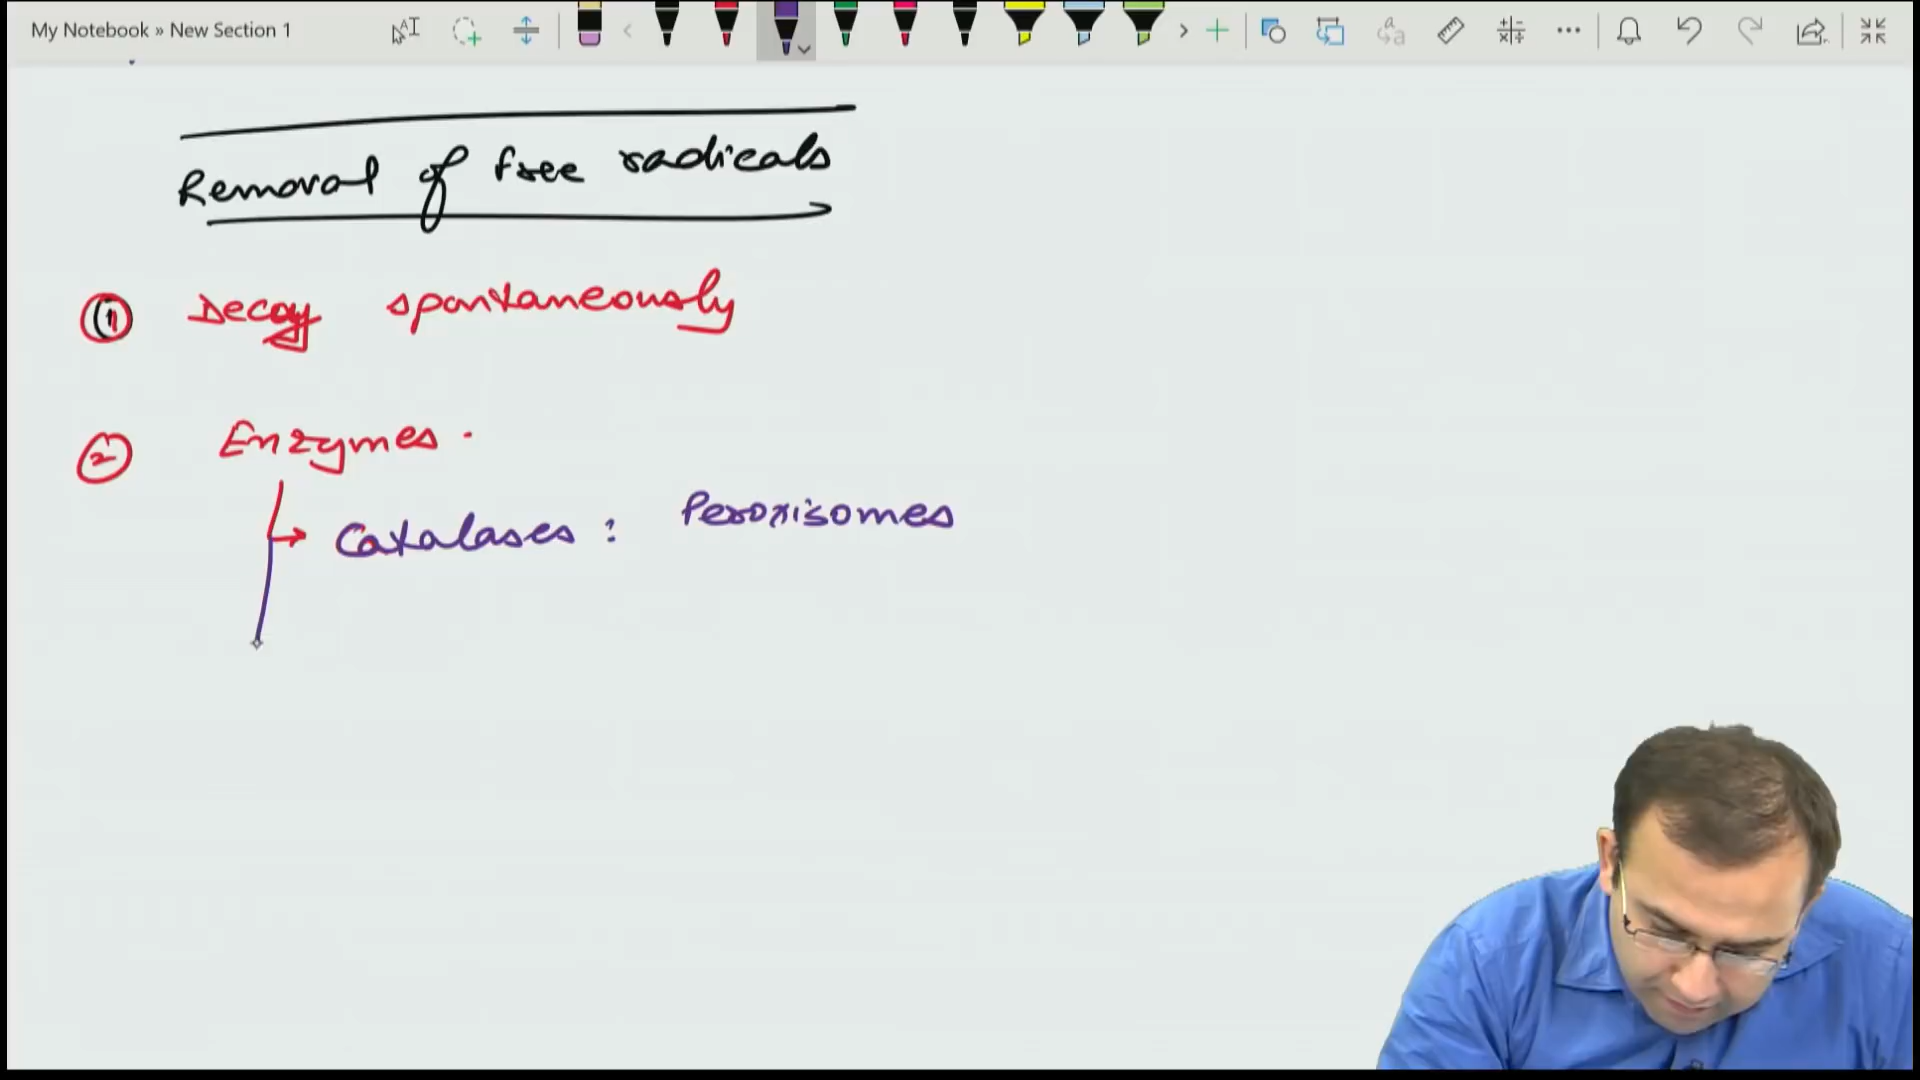 My Notebook » New Section 1
Removal of free radicals
① Decay spontaneously
② Enzymes.
Catalases : Peroxisomes